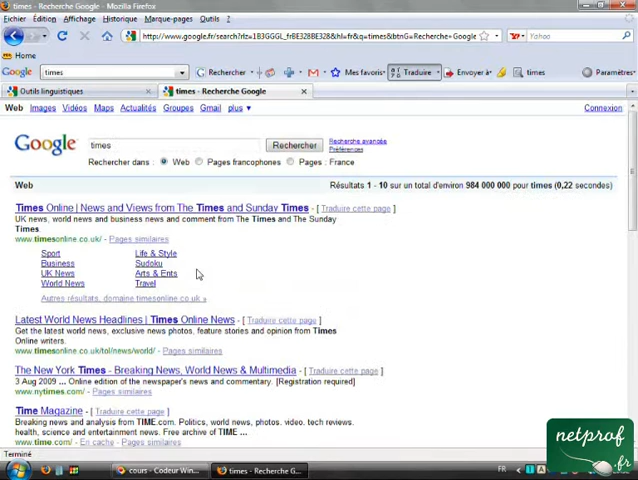 times - Recherche Google - Mozilla Firefox
Fichier Édition Affichage Historique Marque-pages Outils ?
http://www.google.fr/search?rlz=1B3GGGL_frBE328BE328&hl=fr&q=times&btnG=Recherche+Googl
Yahoo
Home
Google times Rechercher Mes favoris Traduire Envoyer à times Paramètres
Outils linguistiques times - Recherche Google
Web Images Vidéos Maps Actualités Groupes Gmail plus Connexion
Google times Rechercher Recherche avancée
Préférences
Rechercher dans : Web Pages francophones Pages : France
Web Résultats 1 - 10 sur un total d'environ 984 000 000 pour times (0,22 secondes)
Times Online | News and Views from The Times and Sunday Times - [ Traduire cette page ]
UK news, world news and business news and comment from The Times and The Sunday
Times.
www.timesonline.co.uk/ - Pages similaires
Sport Life & Style
Business Sudoku
UK News Arts & Ents
World News Travel
Autres résultats, domaine timesonline.co.uk »
Latest World News Headlines | Times Online News - [ Traduire cette page ]
Get the latest world news, exclusive news photos, feature stories and opinion from Times
Online writers.
www.timesonline.co.uk/tol/news/world/ - Pages similaires
The New York Times - Breaking News, World News & Multimedia - [ Traduire cette page ]
3 Aug 2009 ... Online edition of the newspaper's news and commentary. [Registration required]
www.nytimes.com/ - Pages similaires
Time Magazine - [ Traduire cette page ]
Breaking news and analysis from TIME.com. Politics, world news, photos, video, tech reviews,
health, science and entertainment news. Free archive of TIME ...
www.time.com/ - En cache - Pages similaires
Terminé
netprof
.fr
cours - Codeur Win... times - Recherche G... FR